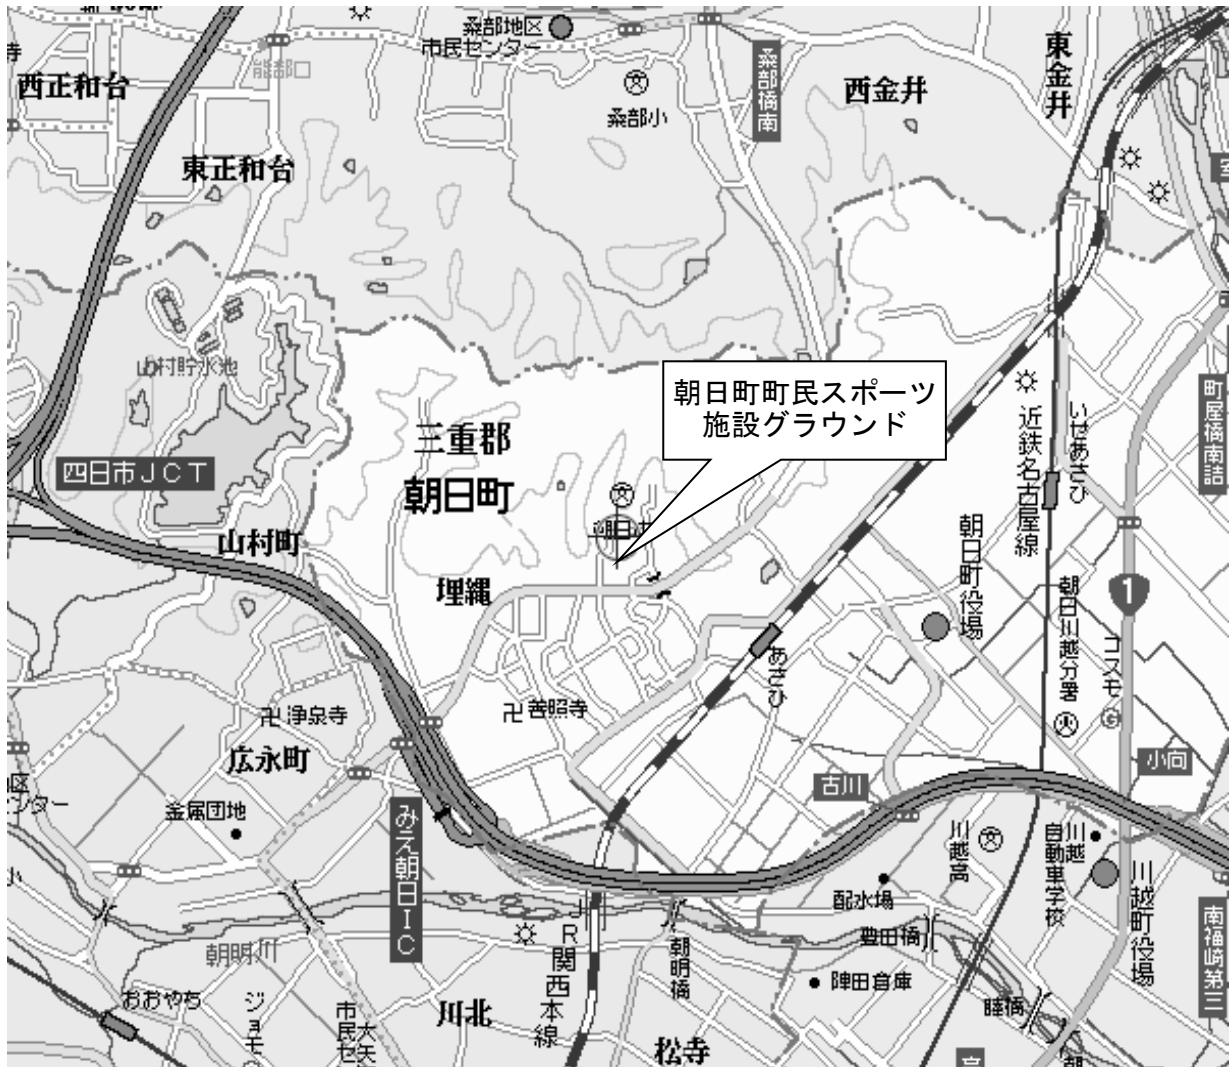 桑部地区
市民センター
能部口
西正和台
東正和台
桑部小
桑部橋南
西金井
東金井
山村貯水池
四日市JCT
三重郡
朝日町
朝日町町民スポーツ
施設グラウンド
山村町
埋縄
いせあさひ
近鉄名古屋線
町屋橋南詰
朝日町役場
朝日川越分署
1
コスモ
G
あさひ
卍善照寺
卍浄泉寺
広永町
金属団地
みえ朝日IC
古川
小向
川越高
川越
自動車学校
川越町役場
配水場
豊田橋
陣田倉庫
朝明橋
朝明川
JR関西本線
おおやち
ジョモ
川北
松寺
南福崎第三